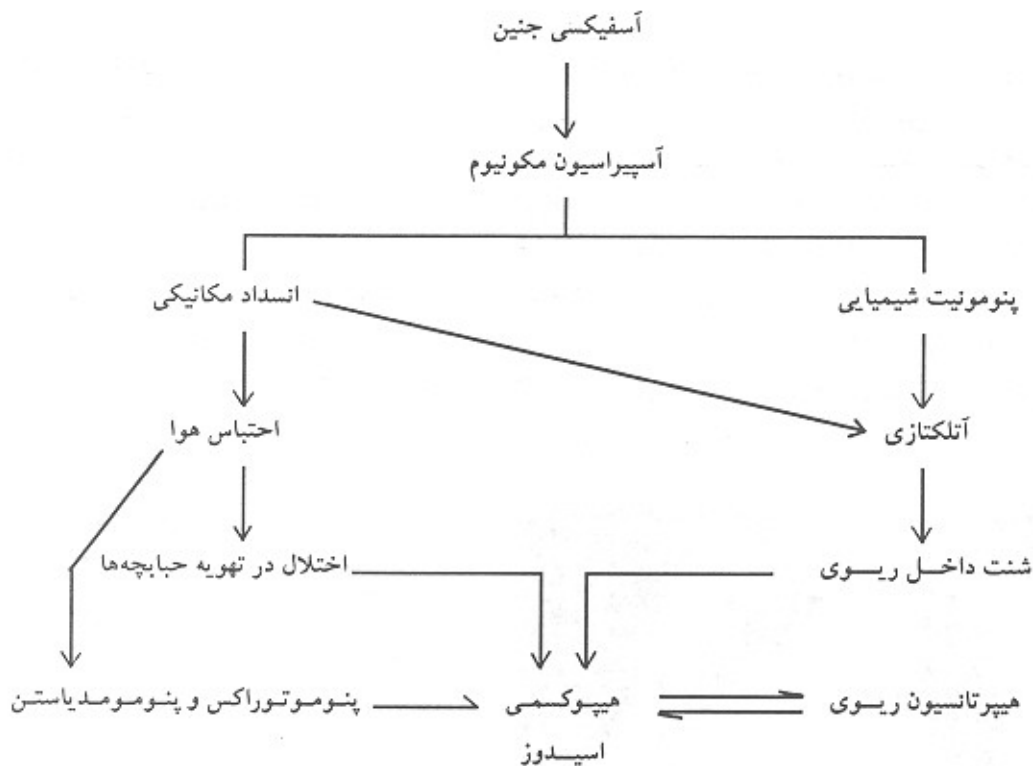 آسفیکسی جنین
آسپیراسیون مکونیوم
پنومونیت شیمیایی
انسداد مکانیکی
آتلکتازی
احتباس هوا
شنت داخل ریوی
اختلال در تهویه حبابچه‌ها
هیپرتانسیون ریوی
هیپوکسمی
پنوموتوراکس و پنومومدیاستن
اسیدوز